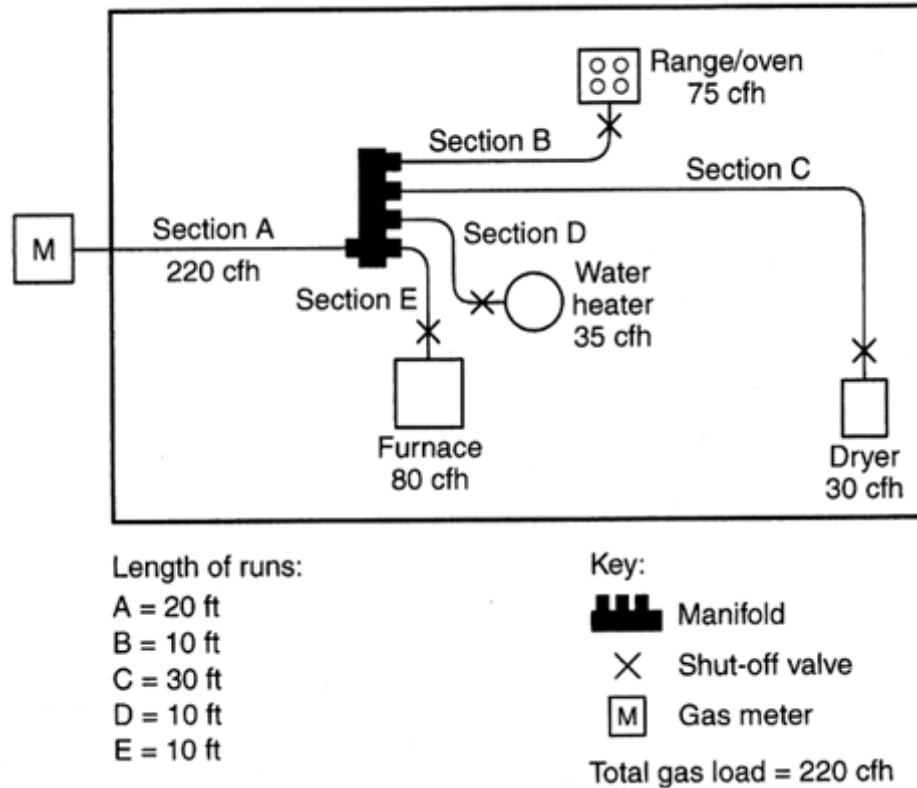 Range/oven
75 cfh
Section B
Section C
Section A
220 cfh
M
Section D
Section E
Water
heater
35 cfh
Furnace
80 cfh
Dryer
30 cfh
Length of runs:
A = 20 ft
B = 10 ft
C = 30 ft
D = 10 ft
E = 10 ft
Key:
Manifold
Shut-off valve
M Gas meter
Total gas load = 220 cfh